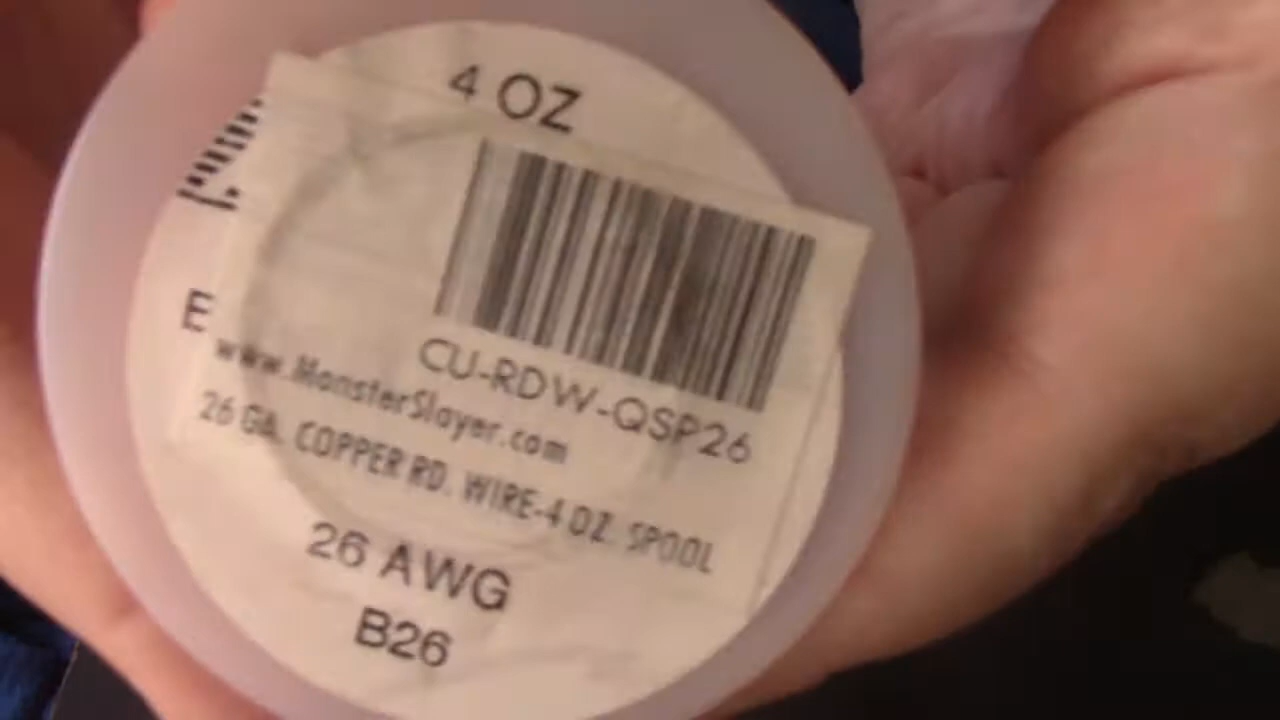 4 OZ
CU-RDW-QSP26
E
www.MonsterSlayer.com
26 GA. COPPER RD. WIRE-4 OZ. SPOOL
26 AWG
B26